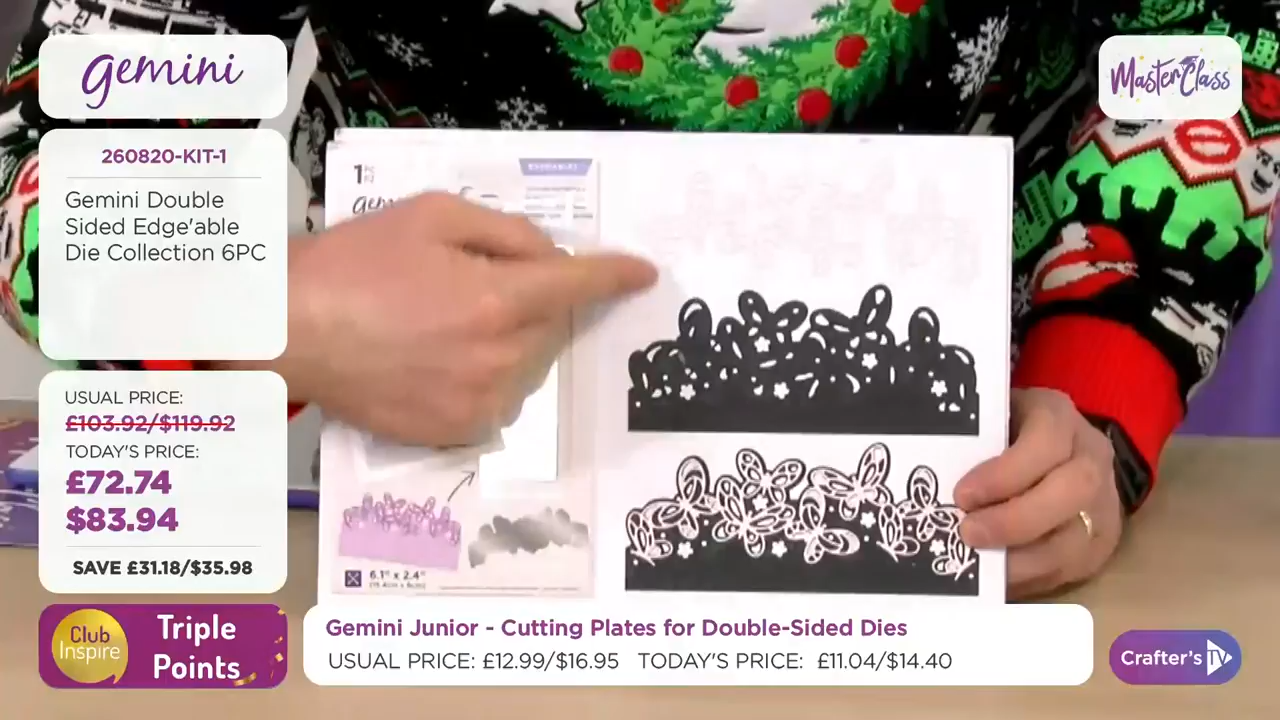 gemini
260820-KIT-1
Gemini Double
Sided Edge'able
Die Collection 6PC
USUAL PRICE:
£103.92/$119.92
TODAY'S PRICE:
£72.74
$83.94
SAVE £31.18/$35.98
Club
Inspire
Triple
Points
MasterClass
1
6.1" x 2.4"
Gemini Junior - Cutting Plates for Double-Sided Dies
USUAL PRICE: £12.99/$16.95 TODAY'S PRICE: £11.04/$14.40
Crafter's TV